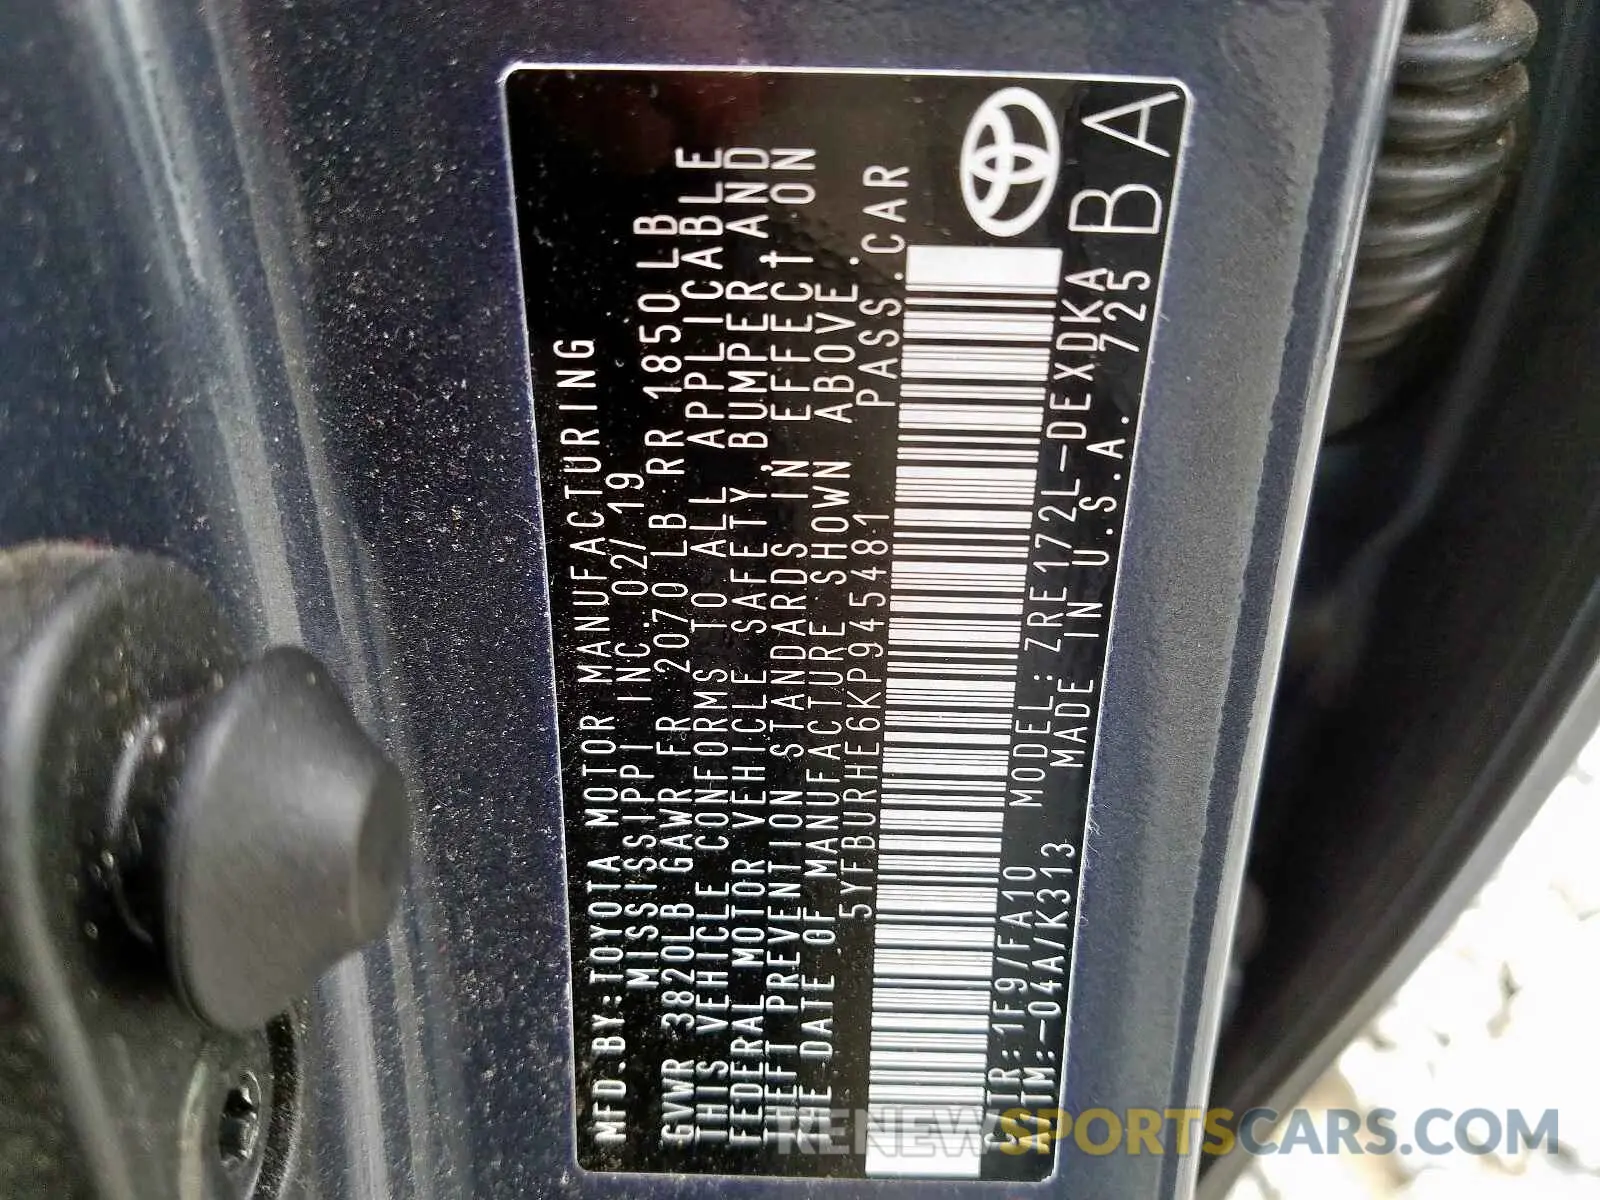 MFD.BY:TOYOTA MOTOR MANUFACTURING
MISSISSIPPI INC. 02/19
GVWR 3820LB GAWR FR 2070 LB RR 1850 LB
THIS VEHICLE CONFORMS TO ALL APPLICABLE
FEDERAL MOTOR VEHICLE SAFETY, BUMPER, AND
THEFT PREVENTION STANDARDS IN EFFECT ON
THE DATE OF MANUFACTURE SHOWN ABOVE.
5YFBURHE6KP945481 PASS.CAR
C/TR:1F9/FA10 MODEL:ZRE172L-DEXDKA
A/TM:-04A/K313 MADE IN U.S.A. 725 BA
RENEWSPORTSCARS.COM